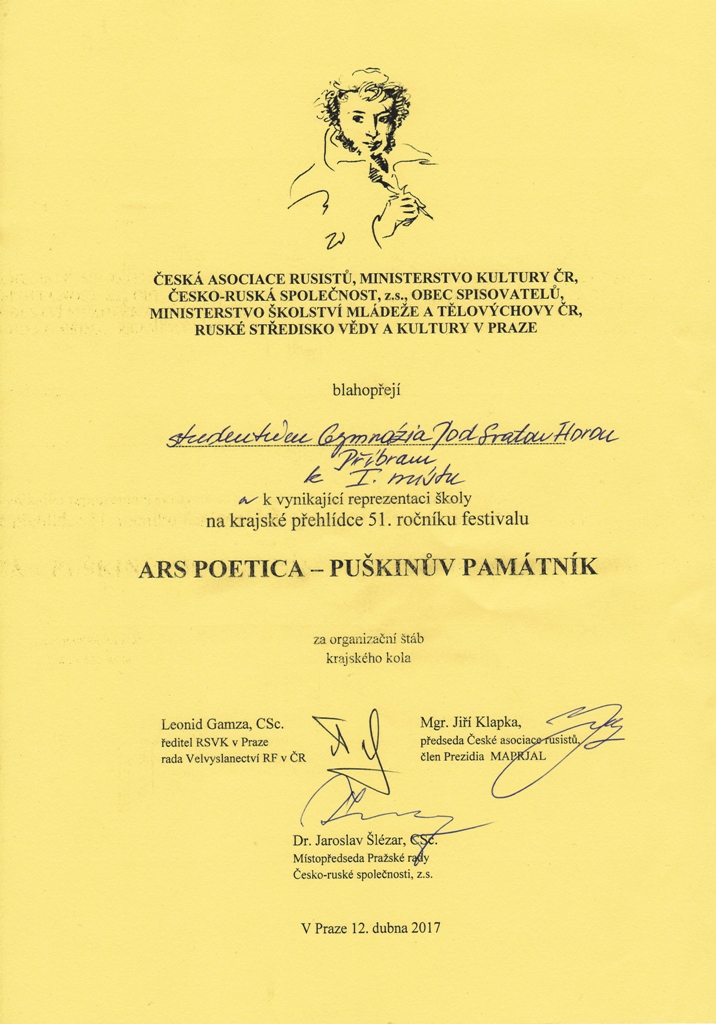 ČESKÁ ASOCIACE RUSISTŮ, MINISTERSTVO KULTURY ČR,
ČESKO-RUSKÁ SPOLEČNOST, z.s., OBEC SPISOVATELŮ,
MINISTERSTVO ŠKOLSTVÍ MLÁDEŽE A TĚLOVÝCHOVY ČR,
RUSKÉ STŘEDISKO VĚDY A KULTURY V PRAZE
blahopřejí
studentům Gymnázia Pod Svatou Horou
Příbram
k I. místu
a k vynikající reprezentaci školy
na krajské přehlídce 51. ročníku festivalu
ARS POETICA – PUŠKINŮV PAMÁTNÍK
za organizační štáb
krajského kola
Leonid Gamza, CSc.
ředitel RSVK v Praze
rada Velvyslanectví RF v ČR
Mgr. Jiří Klapka,
předseda České asociace rusistů,
člen Prezidia MAPRJAL
Dr. Jaroslav Šlézar, CSc.
Místopředseda Pražské rady
Česko-ruské společnosti, z.s.
V Praze 12. dubna 2017